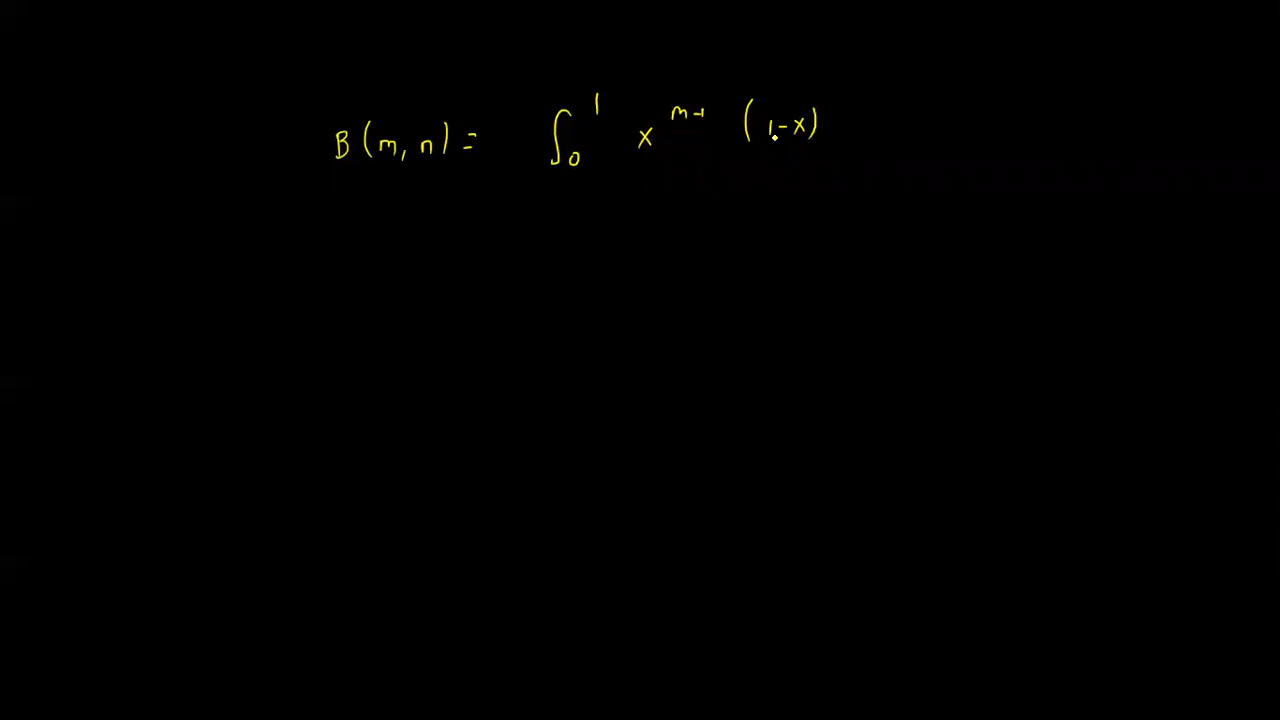 B(m, n) = ∫₀¹ x^{m-1} (1-x)